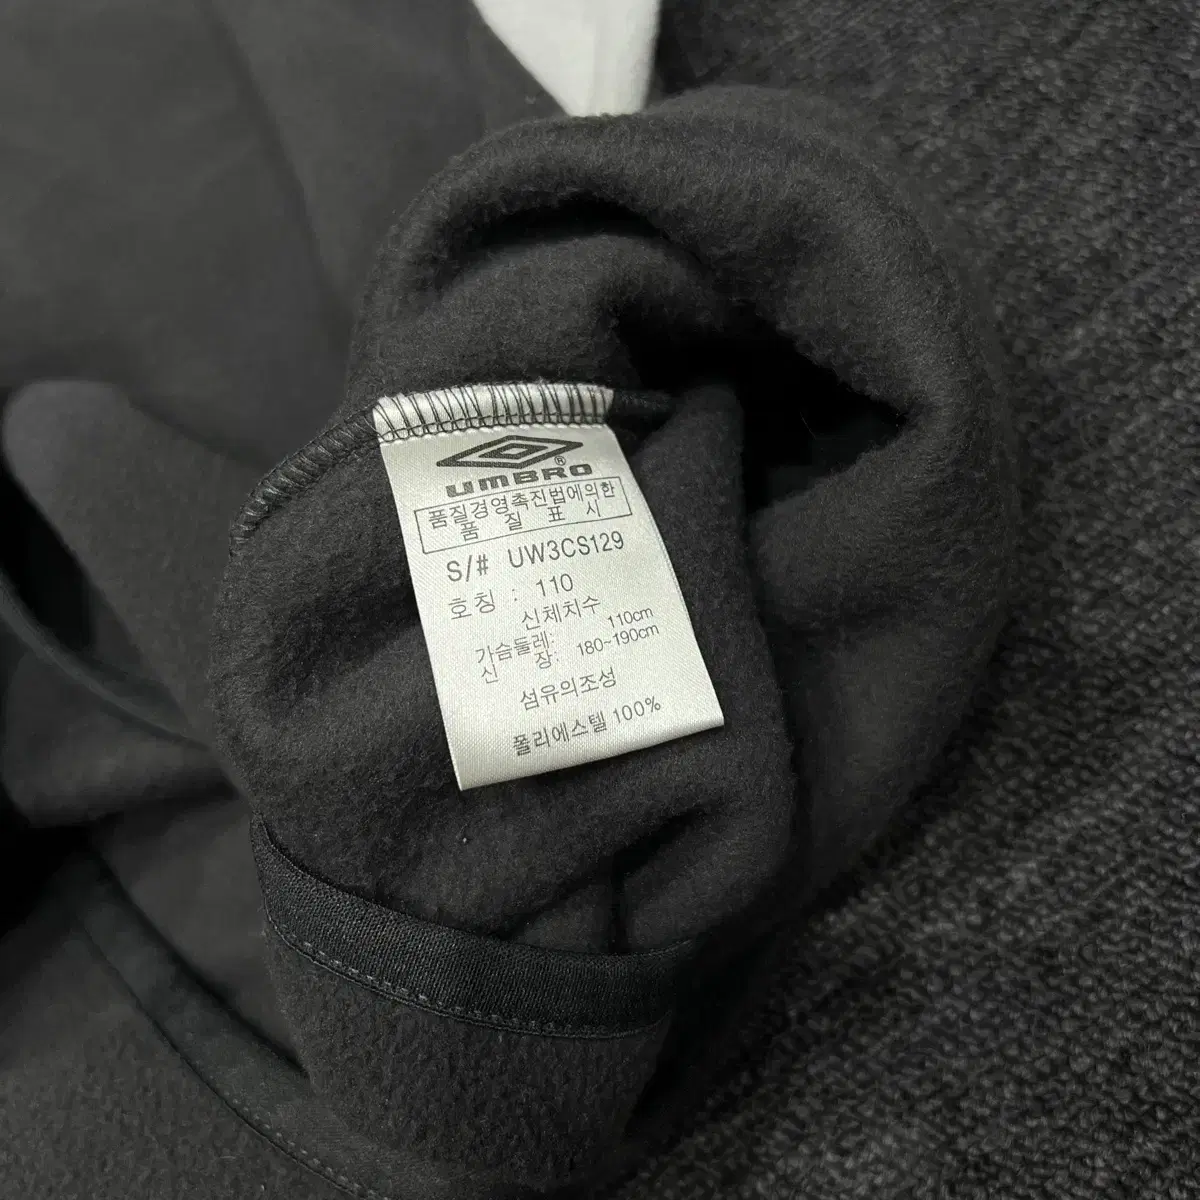 UMBRO®
품질경영촉진법에의한
품 질 표 시
S/# UW3CS129
호칭 : 110
신체치수
가슴둘레: 110cm
신 장: 180~190cm
섬유의조성
폴리에스텔 100%